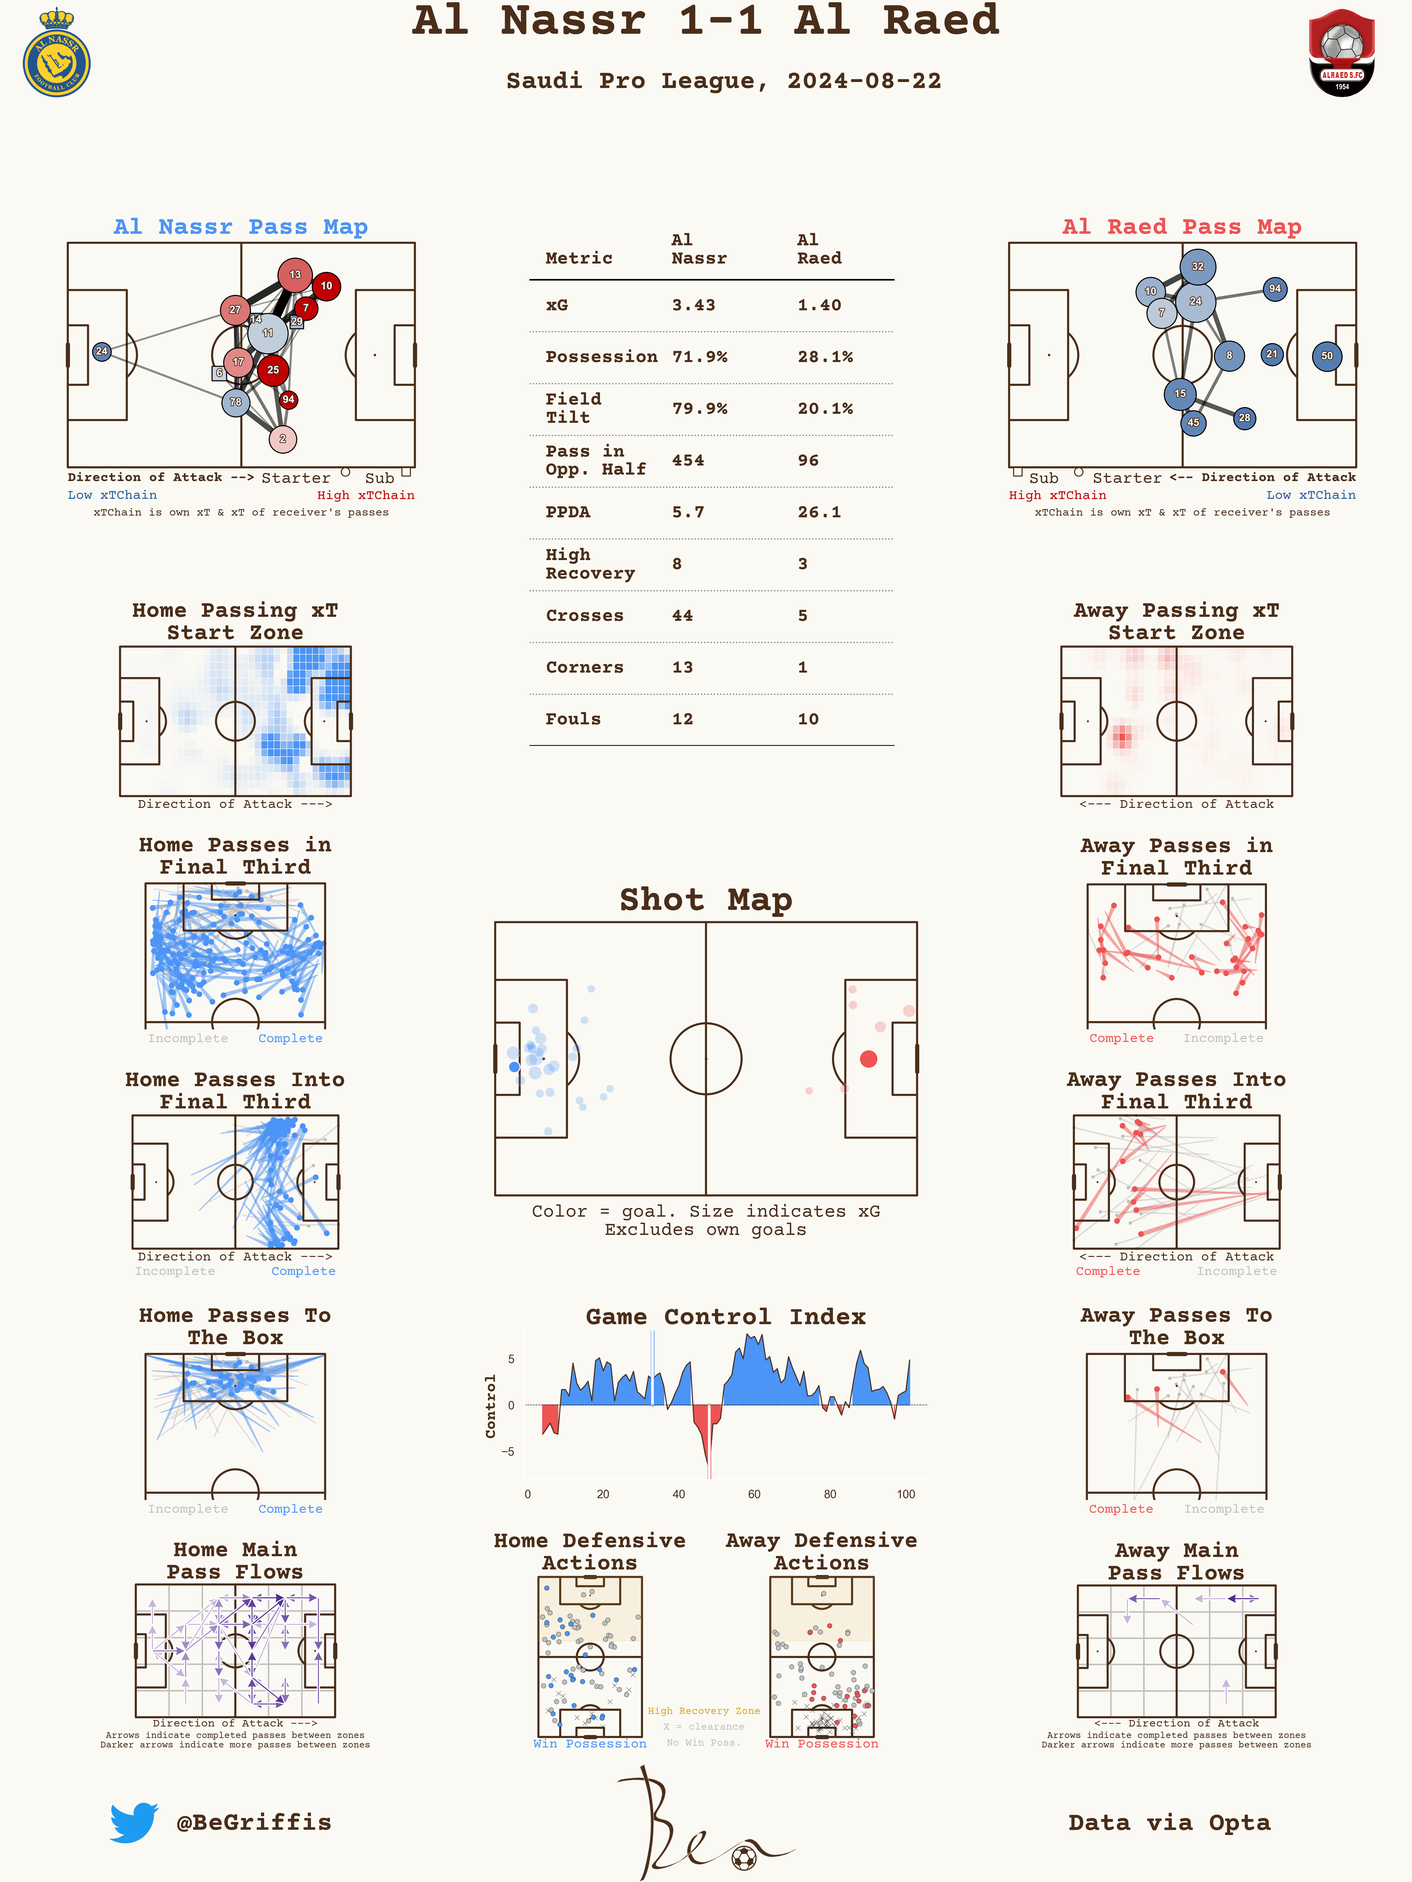 Al Nassr 1-1 Al Raed
Saudi Pro League, 2024-08-22
AL NASSR
FOOTBALL CLUB
ALRAED S.FC
1954
Al Nassr Pass Map
13
10
27
7
14
29
11
24
17
25
6
78
94
2
Direction of Attack --> Starter Sub
Low xTChain High xTChain
xTChain is own xT & xT of receiver's passes
Metric Al Nassr Al Raed
xG 3.43 1.40
Possession 71.9% 28.1%
Field Tilt 79.9% 20.1%
Pass in Opp. Half 454 96
PPDA 5.7 26.1
High Recovery 8 3
Crosses 44 5
Corners 13 1
Fouls 12 10
Al Raed Pass Map
32
10
24
94
7
8
21
50
15
45
28
Sub Starter <-- Direction of Attack
High xTChain Low xTChain
xTChain is own xT & xT of receiver's passes
Home Passing xT
Start Zone
Direction of Attack --->
Away Passing xT
Start Zone
<--- Direction of Attack
Home Passes in
Final Third
Incomplete Complete
Away Passes in
Final Third
Complete Incomplete
Shot Map
Color = goal. Size indicates xG
Excludes own goals
Home Passes Into
Final Third
Direction of Attack --->
Incomplete Complete
Away Passes Into
Final Third
<--- Direction of Attack
Complete Incomplete
Home Passes To
The Box
Incomplete Complete
Game Control Index
Control
5
0
−5
0 20 40 60 80 100
Away Passes To
The Box
Complete Incomplete
Home Main
Pass Flows
Direction of Attack --->
Arrows indicate completed passes between zones
Darker arrows indicate more passes between zones
Home Defensive
Actions
Win Possession
Away Defensive
Actions
Win Possession
High Recovery Zone
X = clearance
No Win Poss.
Away Main
Pass Flows
<--- Direction of Attack
Arrows indicate completed passes between zones
Darker arrows indicate more passes between zones
@BeGriffis
Ben
Data via Opta